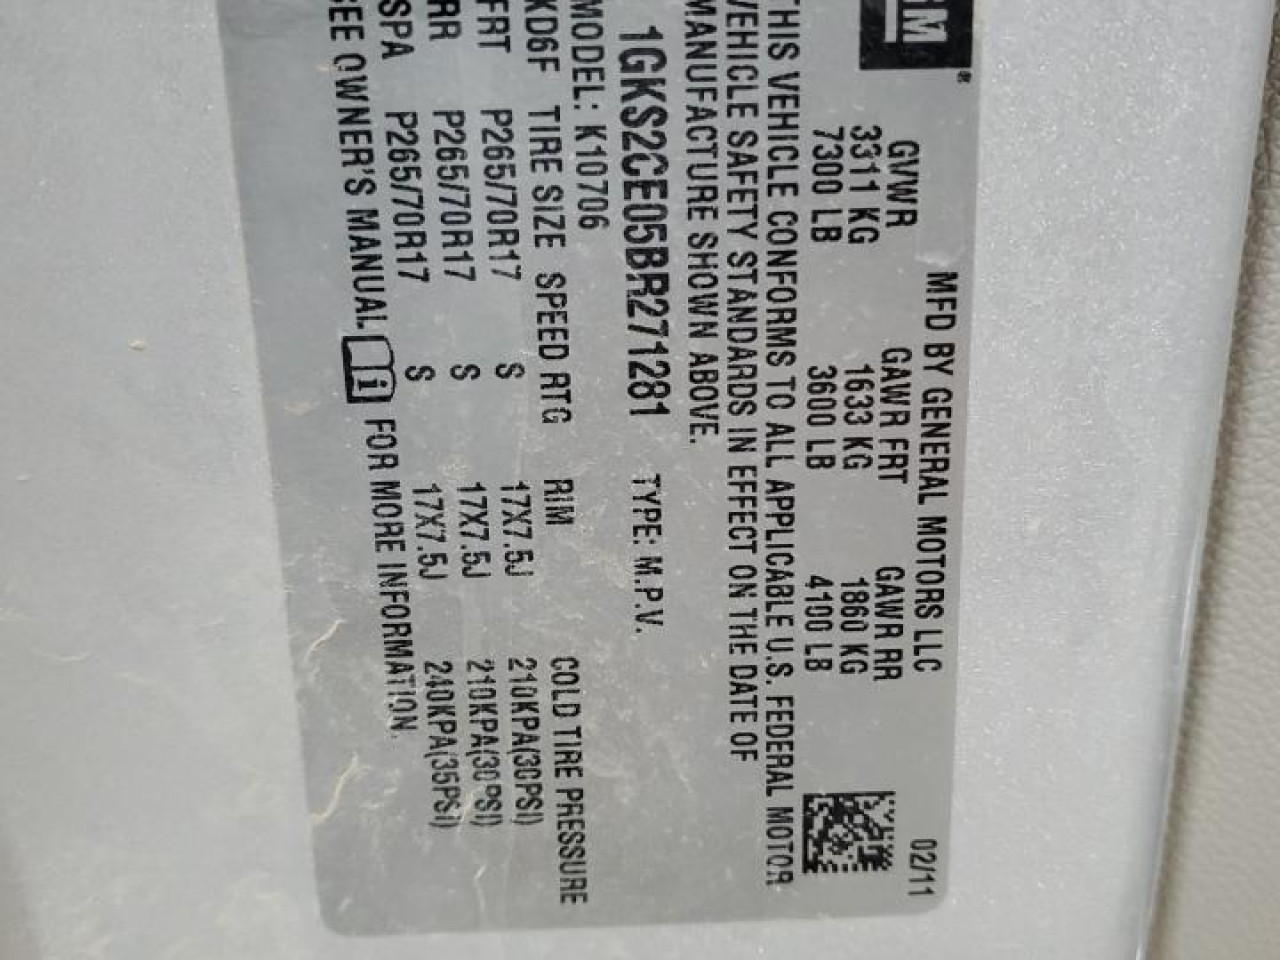 GM®
MFD BY GENERAL MOTORS LLC 02/11
GVWR GAWR FRT GAWR RR
3311 KG 1633 KG 1860 KG
7300 LB 3600 LB 4100 LB
THIS VEHICLE CONFORMS TO ALL APPLICABLE U.S. FEDERAL MOTOR
VEHICLE SAFETY STANDARDS IN EFFECT ON THE DATE OF
MANUFACTURE SHOWN ABOVE.
1GKS2CE05BR271281 TYPE: M.P.V.
MODEL: K10706
KD6F TIRE SIZE SPEED RTG RIM COLD TIRE PRESSURE
FRT P265/70R17 S 17X7.5J 210KPA(30PSI)
RR P265/70R17 S 17X7.5J 210KPA(30PSI)
SPA P265/70R17 S 17X7.5J 240KPA(35PSI)
SEE OWNER'S MANUAL i FOR MORE INFORMATION.